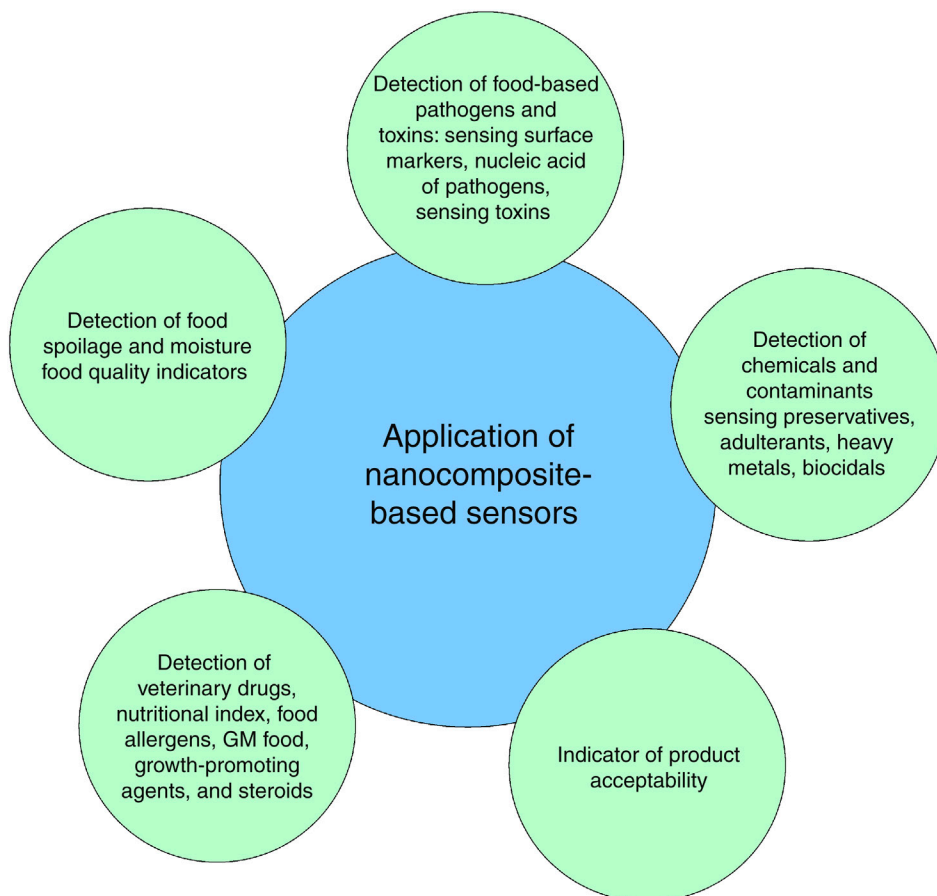 Detection of food-based
pathogens and
toxins: sensing surface
markers, nucleic acid
of pathogens,
sensing toxins
Detection of food
spoilage and moisture
food quality indicators
Detection of
chemicals and
contaminants
sensing preservatives,
adulterants, heavy
metals, biocidals
Application of
nanocomposite-
based sensors
Detection of
veterinary drugs,
nutritional index, food
allergens, GM food,
growth-promoting
agents, and steroids
Indicator of product
acceptability